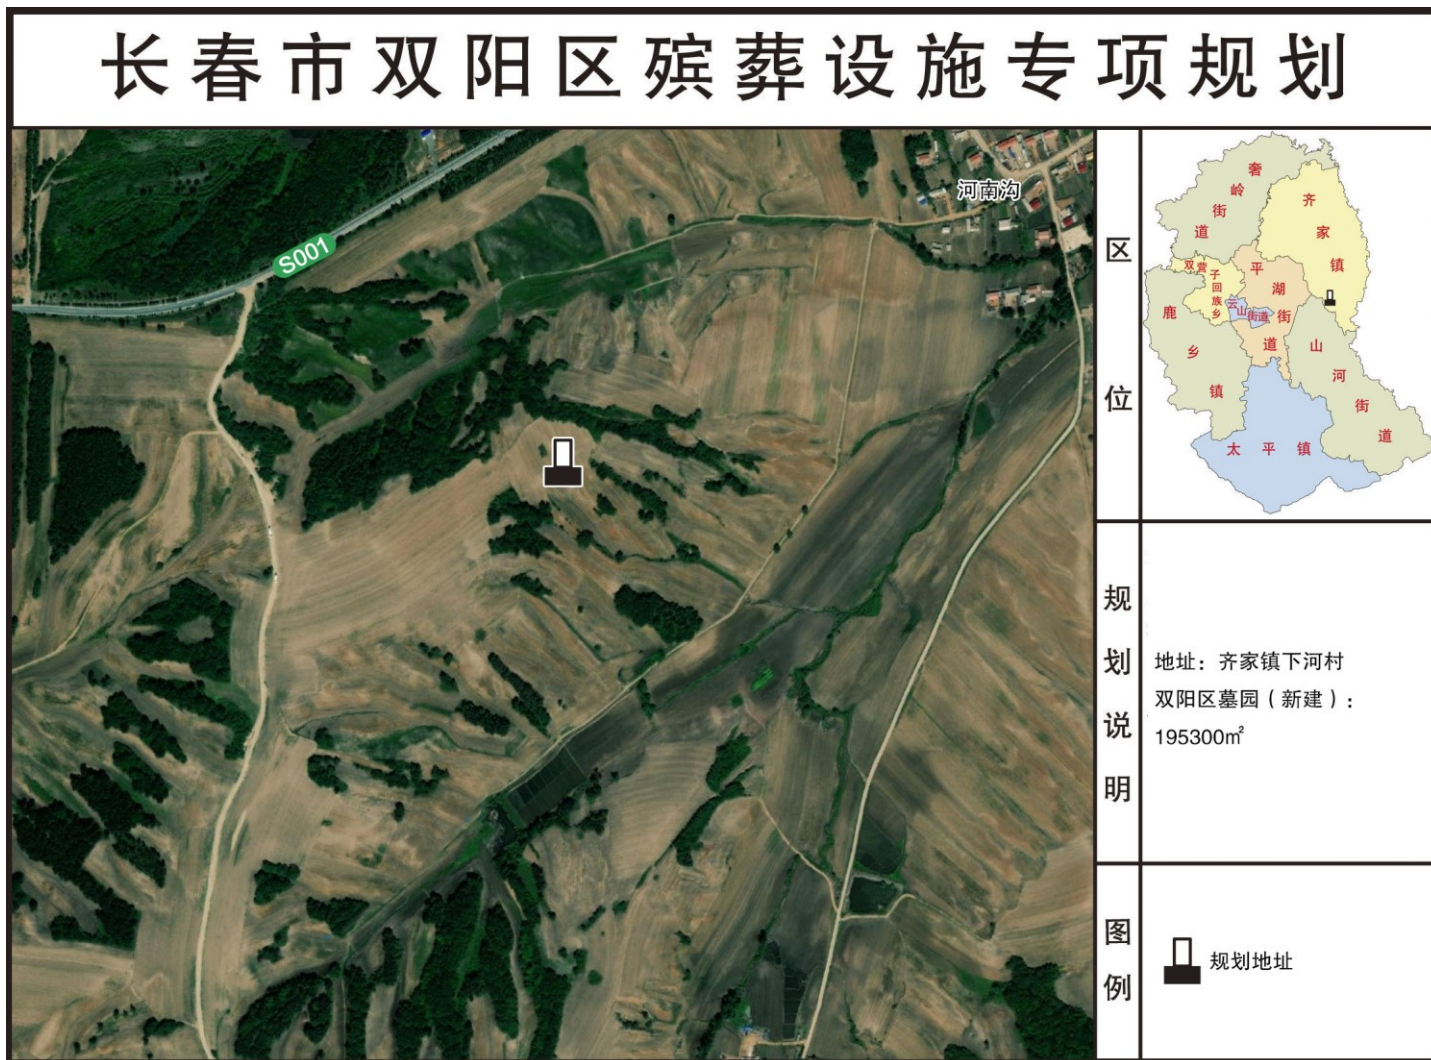 长春市双阳区殡葬设施专项规划
河南沟
S001
区位
奢岭街道
齐家镇
双营子回族乡
平湖街道
云山街道
鹿乡镇
山河街道
太平镇
规划说明
地址：齐家镇下河村
双阳区墓园（新建）：
195300㎡
图例
规划地址